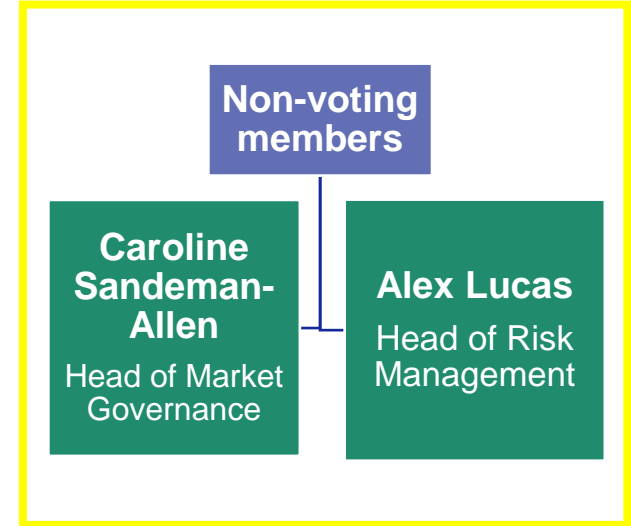 Non-voting
members
Caroline
Sandeman-
Allen
Head of Market
Governance
Alex Lucas
Head of Risk
Management